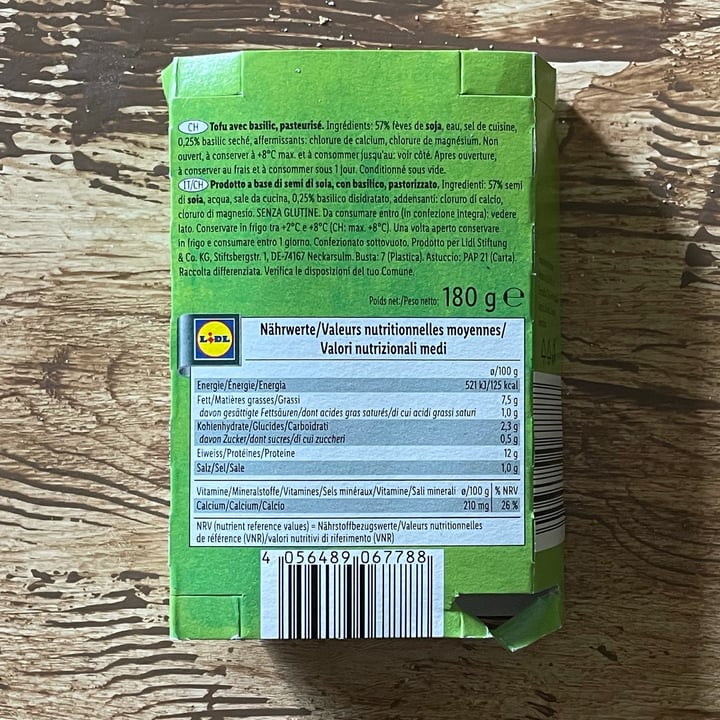 CH Tofu avec basilic, pasteurisé. Ingrédients: 57% fèves de soja, eau, sel de cuisine,
0,25% basilic seché, affermissants: chlorure de calcium, chlorure de magnésium. Non
ouvert, à conserver à +8°C max. et à consommer jusqu'au: voir côté. Apres ouverture,
à conserver au frais et à consommer sous 1 jour. Conditionné sous vide.
IT/CH Prodotto a base di semi di soia, con basilico, pastorizzato. Ingredienti: 57% semi
di soia, acqua, sale da cucina, 0,25% basilico disidratato, addensanti: cloruro di calcio,
cloruro di magnesio. SENZA GLUTINE. Da consumare entro (in confezione integra): vedere
lato. Conservare in frigo tra +2°C e +8°C (CH: max. +8°C). Una volta aperto conservare
in frigo e consumare entro 1 giorno. Confezionato sottovuoto. Prodotto per Lidl Stiftung
& Co. KG, Stiftsbergstr. 1, DE-74167 Neckarsulm. Busta: 7 (Plastica). Astuccio: PAP 21 (Carta).
Raccolta differenziata. Verifica le disposizioni del tuo Comune.
Poids net:/Peso netto: 180 g ℮
LIDL
Nährwerte/Valeurs nutritionnelles moyennes/
Valori nutrizionali medi
ø/100 g
Energie/Énergie/Energia 521 kJ/125 kcal
Fett/Matières grasses/Grassi 7,5 g
davon gesättigte Fettsäuren/dont acides gras saturés/di cui acidi grassi saturi 1,0 g
Kohlenhydrate/Glucides/Carboidrati 2,3 g
davon Zucker/dont sucres/di cui zuccheri 0,5 g
Eiweiss/Protéines/Proteine 12 g
Salz/Sel/Sale 1,0 g
Vitamine/Mineralstoffe/Vitamines/Sels minéraux/Vitamine/Sali minerali ø/100 g % NRV
Calcium/Calcium/Calcio 210 mg 26 %
NRV (nutrient reference values) = Nährstoffbezugswerte/Valeurs nutritionnelles
de référence (VNR)/valori nutritivi di riferimento (VNR)
4 056489 067788